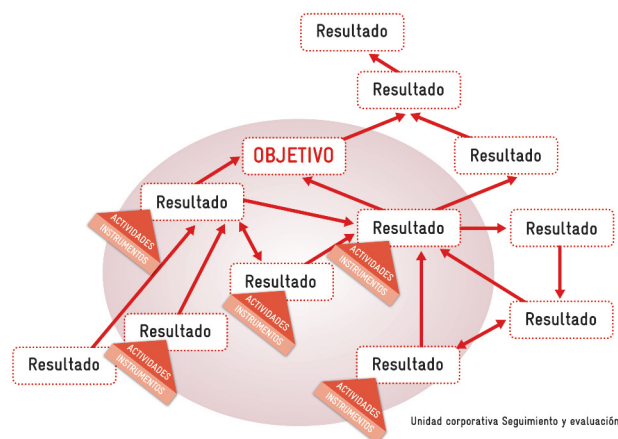 Resultado
Resultado
OBJETIVO
Resultado
Resultado
Resultado
Resultado
ACTIVIDADES
INSTRUMENTOS
ACTIVIDADES
INSTRUMENTOS
Resultado
ACTIVIDADES
INSTRUMENTOS
Resultado
Resultado
ACTIVIDADES
INSTRUMENTOS
Resultado
Resultado
ACTIVIDADES
INSTRUMENTOS
Unidad corporativa Seguimiento y evaluación